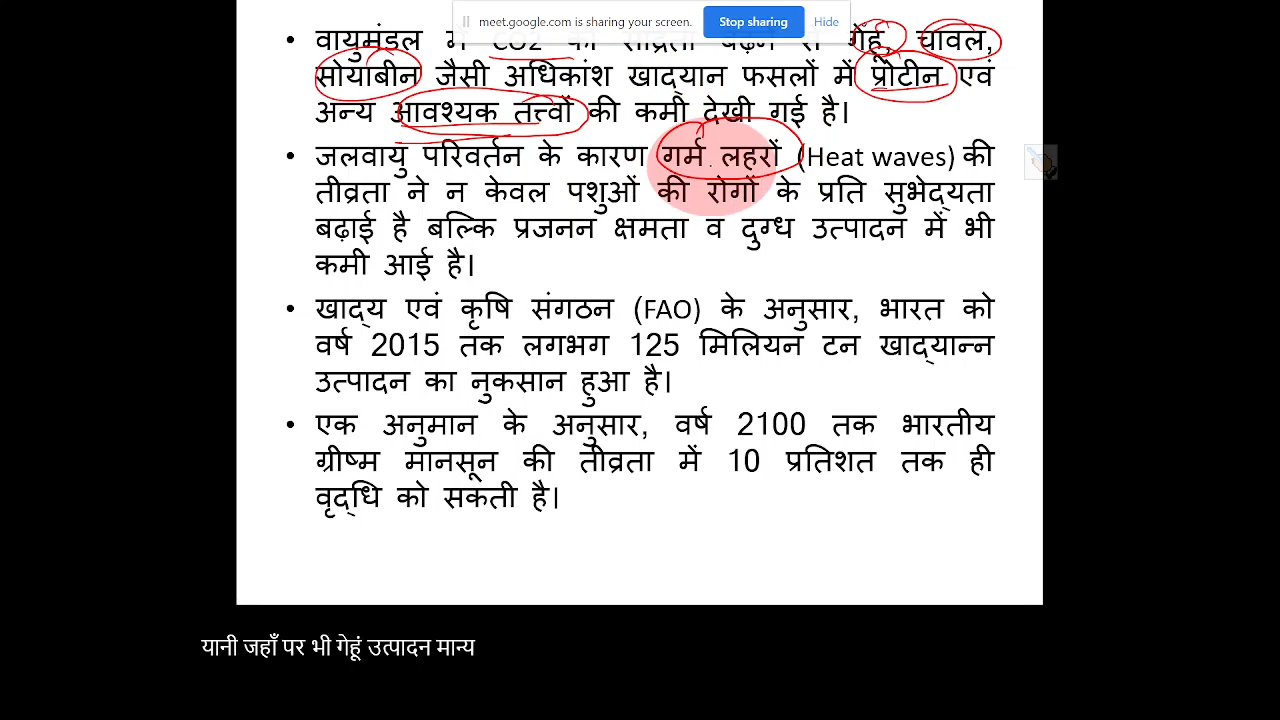 meet.google.com is sharing your screen. Stop sharing Hide
• वायुमंडल में CO2 की सांद्रता बढ़ने से गेहूं, चावल,
सोयाबीन जैसी अधिकांश खाद्यान फसलों में प्रोटीन एवं
अन्य आवश्यक तत्त्वों की कमी देखी गई है।
• जलवायु परिवर्तन के कारण गर्म लहरों (Heat waves) की
तीव्रता ने न केवल पशुओं की रोगों के प्रति सुभेद्यता
बढ़ाई है बल्कि प्रजनन क्षमता व दुग्ध उत्पादन में भी
कमी आई है।
• खाद्य एवं कृषि संगठन (FAO) के अनुसार, भारत को
वर्ष 2015 तक लगभग 125 मिलियन टन खाद्यान्न
उत्पादन का नुकसान हुआ है।
• एक अनुमान के अनुसार, वर्ष 2100 तक भारतीय
ग्रीष्म मानसून की तीव्रता में 10 प्रतिशत तक ही
वृद्धि को सकती है।
यानी जहाँ पर भी गेहूं उत्पादन मान्य